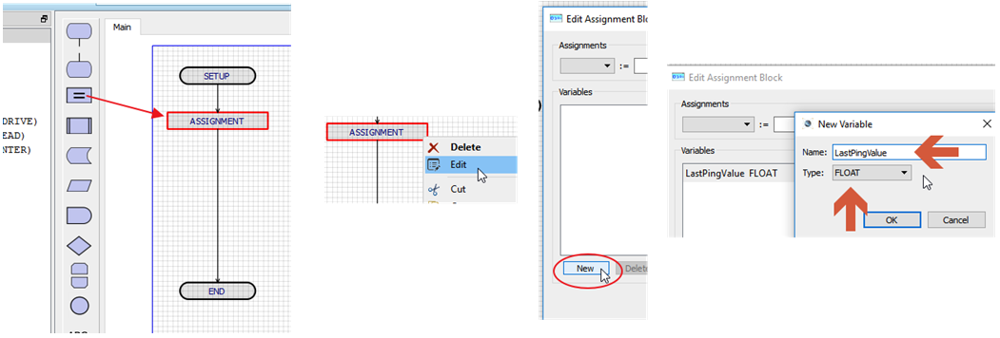 DRIVE)
EAD)
NTER)
Main
SETUP
ASSIGNMENT
END
ASSIGNMENT
Delete
Edit
Cut
Edit Assignment Bloc
Assignments
:=
Variables
New
Delete
Edit Assignment Block
Assignments
:=
Variables
LastPingValue FLOAT
New Variable
Name: LastPingValue
Type: FLOAT
OK Cancel